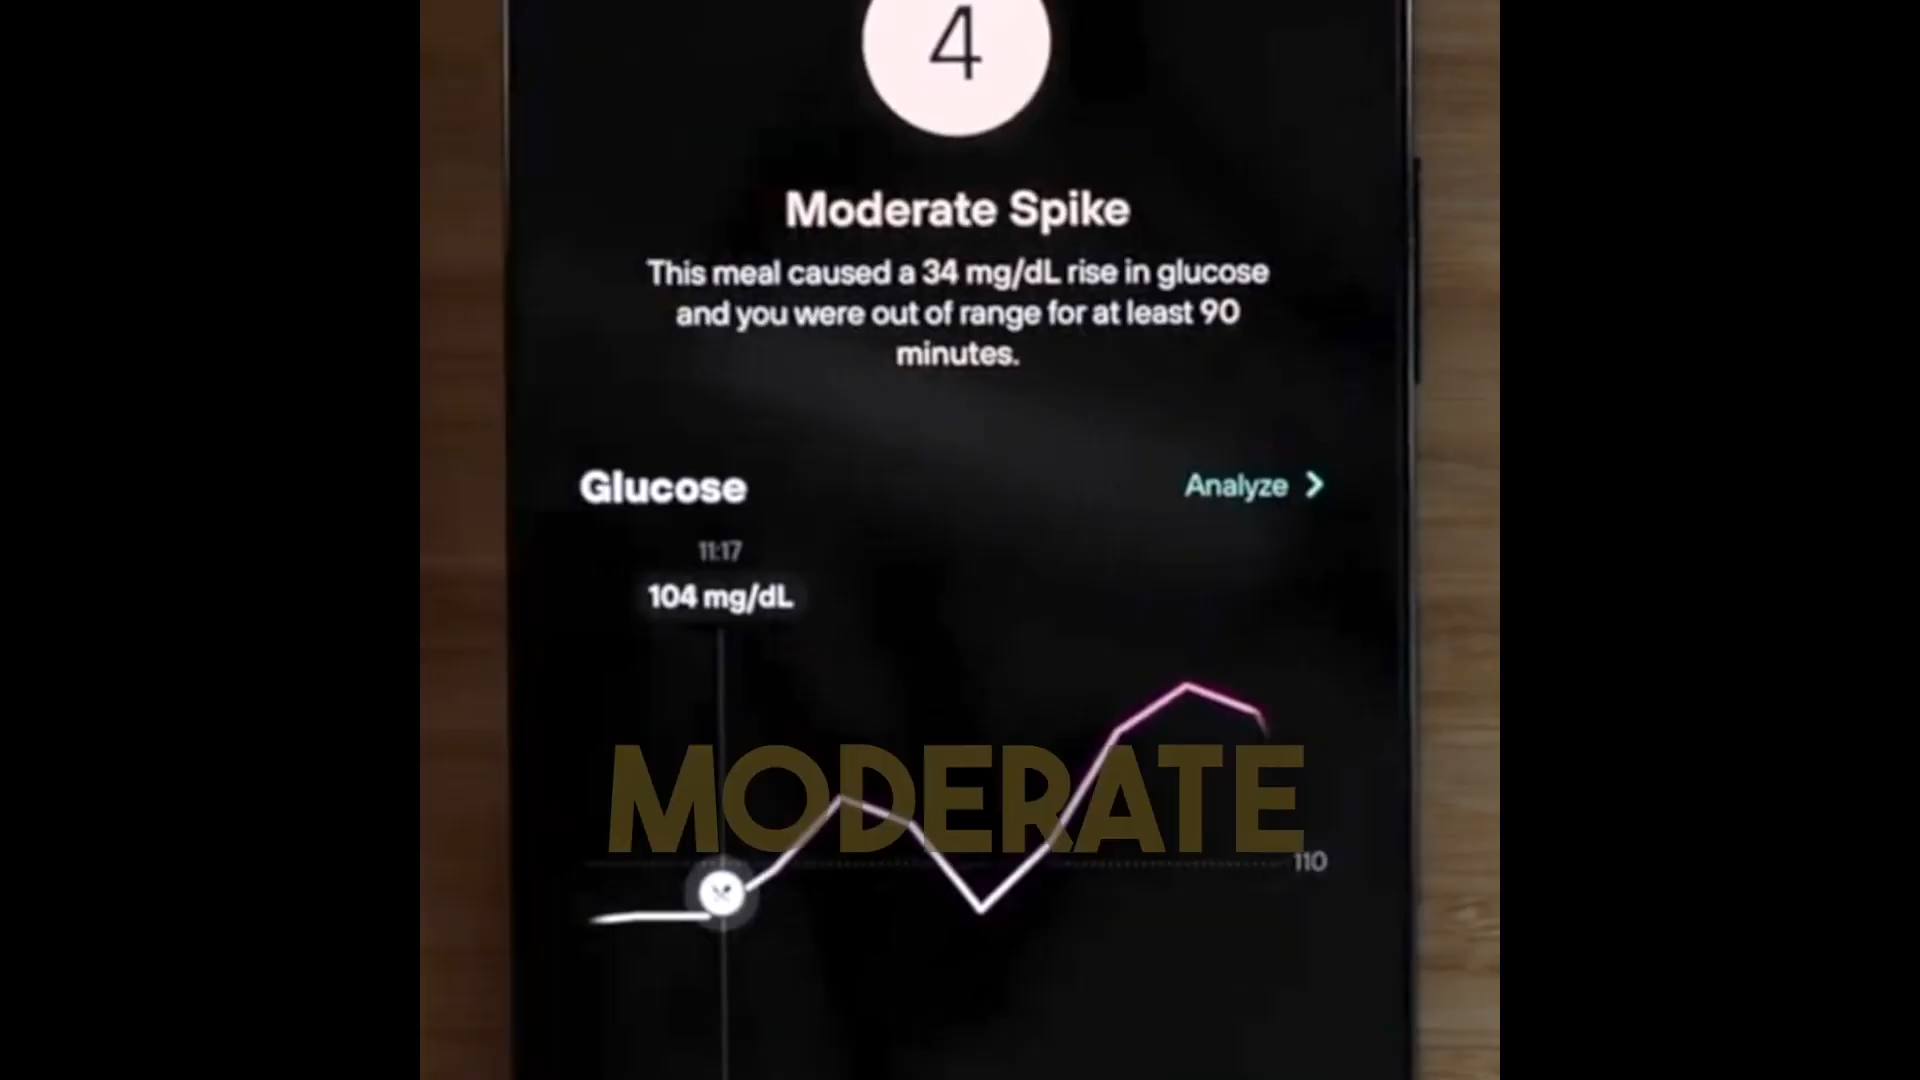 4
Moderate Spike
This meal caused a 34 mg/dL rise in glucose
and you were out of range for at least 90
minutes.
Glucose
Analyze
11:17
104 mg/dL
MODERATE
110